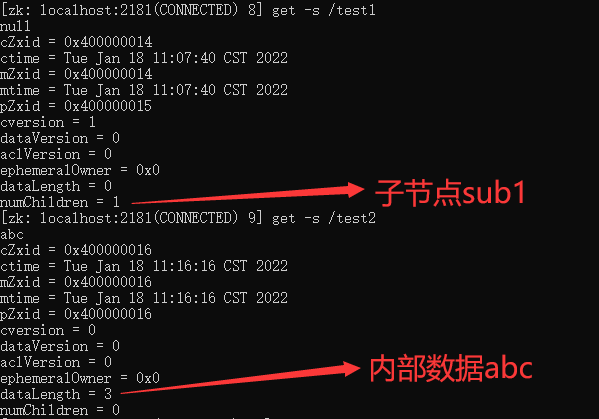 [zk: localhost:2181(CONNECTED) 8] get -s /test1
null
cZxid = 0x400000014
ctime = Tue Jan 18 11:07:40 CST 2022
mZxid = 0x400000014
mtime = Tue Jan 18 11:07:40 CST 2022
pZxid = 0x400000015
cversion = 1
dataVersion = 0
aclVersion = 0
ephemeralOwner = 0x0
dataLength = 0
numChildren = 1
子节点sub1
[zk: localhost:2181(CONNECTED) 9] get -s /test2
abc
cZxid = 0x400000016
ctime = Tue Jan 18 11:16:16 CST 2022
mZxid = 0x400000016
mtime = Tue Jan 18 11:16:16 CST 2022
pZxid = 0x400000016
cversion = 0
dataVersion = 0
aclVersion = 0
ephemeralOwner = 0x0
dataLength = 3
内部数据abc
numChildren = 0